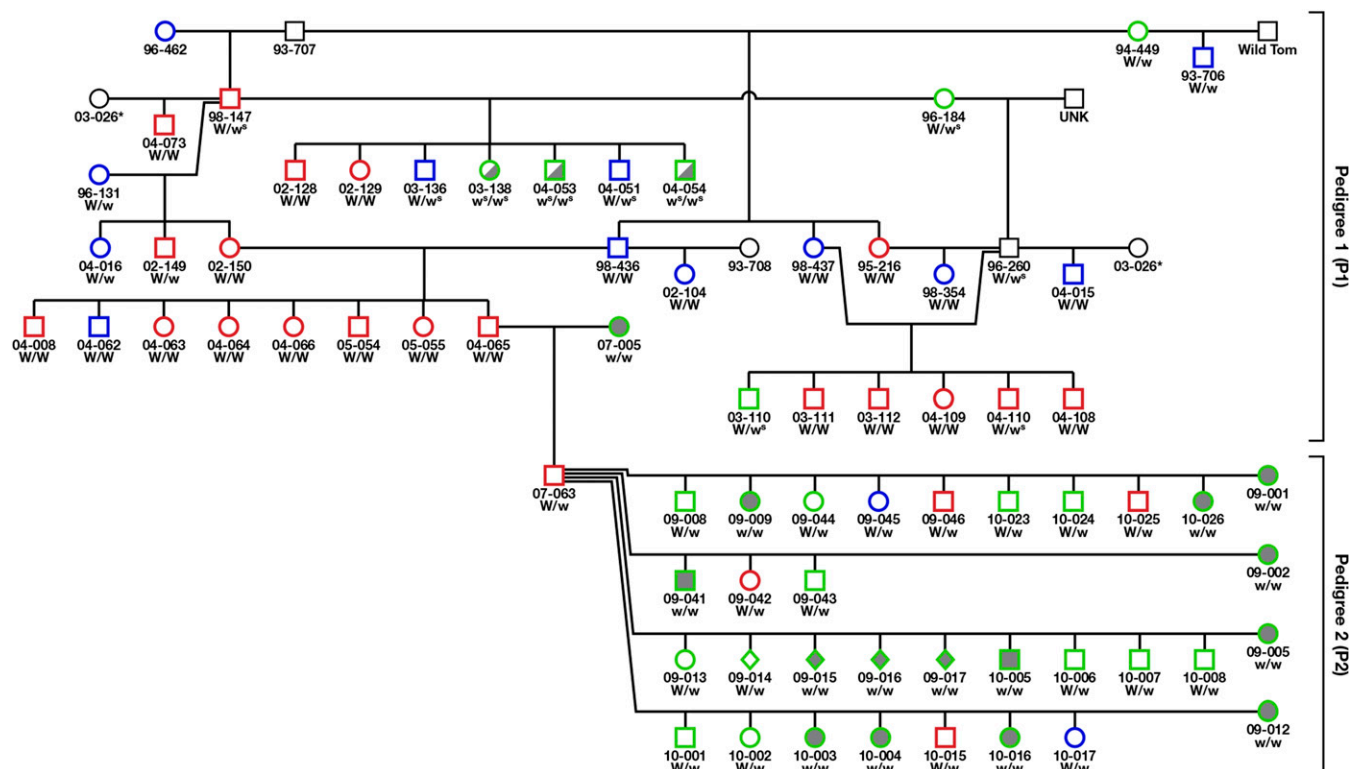 96-462
93-707
94-449
W/w
Wild Tom
93-706
W/w
03-026*
98-147
W/wˢ
96-184
W/wˢ
UNK
04-073
W/W
96-131
W/w
02-128
W/W
02-129
W/W
03-136
W/wˢ
03-138
wˢ/wˢ
04-053
wˢ/wˢ
04-051
W/wˢ
04-054
wˢ/wˢ
04-016
W/w
02-149
W/W
02-150
W/W
98-436
W/W
93-708
98-437
W/W
95-216
W/W
96-260
W/wˢ
03-026*
02-104
W/W
98-354
W/W
04-015
W/W
04-008
W/W
04-062
W/W
04-063
W/W
04-064
W/W
04-066
W/W
05-054
W/W
05-055
W/W
04-065
W/W
07-005
w/w
03-110
W/wˢ
03-111
W/W
03-112
W/W
04-109
W/W
04-110
W/wˢ
04-108
W/W
Pedigree 1 (P1)
07-063
W/w
09-008
W/w
09-009
w/w
09-044
W/w
09-045
W/w
09-046
W/w
10-023
W/w
10-024
W/w
10-025
W/w
10-026
w/w
09-001
w/w
09-041
w/w
09-042
W/w
09-043
W/w
09-002
w/w
09-013
W/w
09-014
W/w
09-015
w/w
09-016
w/w
09-017
w/w
10-005
w/w
10-006
W/w
10-007
W/w
10-008
W/w
09-005
w/w
10-001
W/w
10-002
W/w
10-003
w/w
10-004
w/w
10-015
W/w
10-016
w/w
10-017
W/w
09-012
w/w
Pedigree 2 (P2)